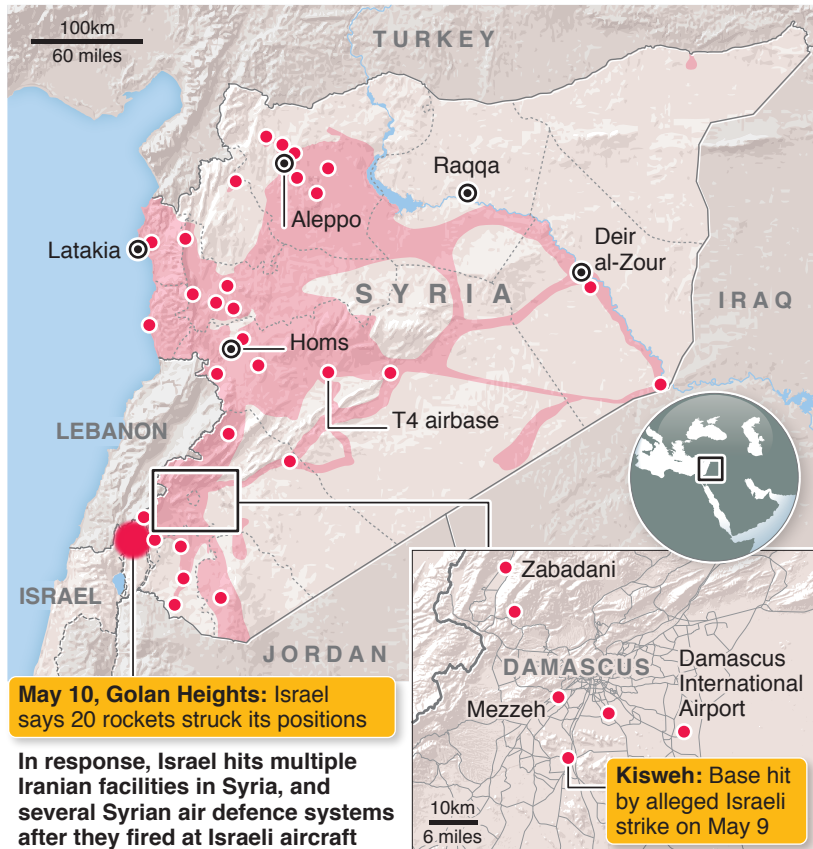 100km
60 miles
TURKEY
Raqqa
Aleppo
Latakia
Deir
al-Zour
SYRIA
IRAQ
Homs
T4 airbase
LEBANON
ISRAEL
JORDAN
May 10, Golan Heights: Israel
says 20 rockets struck its positions
In response, Israel hits multiple
Iranian facilities in Syria, and
several Syrian air defence systems
after they fired at Israeli aircraft
Zabadani
DAMASCUS
Damascus
International
Airport
Mezzeh
Kisweh: Base hit
by alleged Israeli
strike on May 9
10km
6 miles